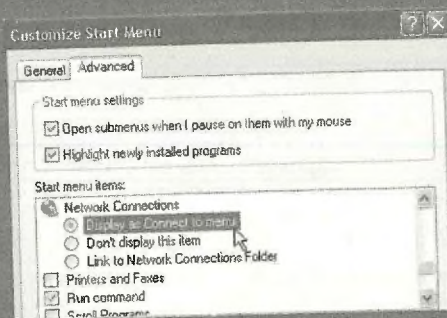 Customize Start Menu
General Advanced
Start menu settings
Open submenus when I pause on them with my mouse
Highlight newly installed programs
Start menu items:
Network Connections
Display as Connect to menu
Don't display this item
Link to Network Connections Folder
Printers and Faxes
Run command
Scroll Programs